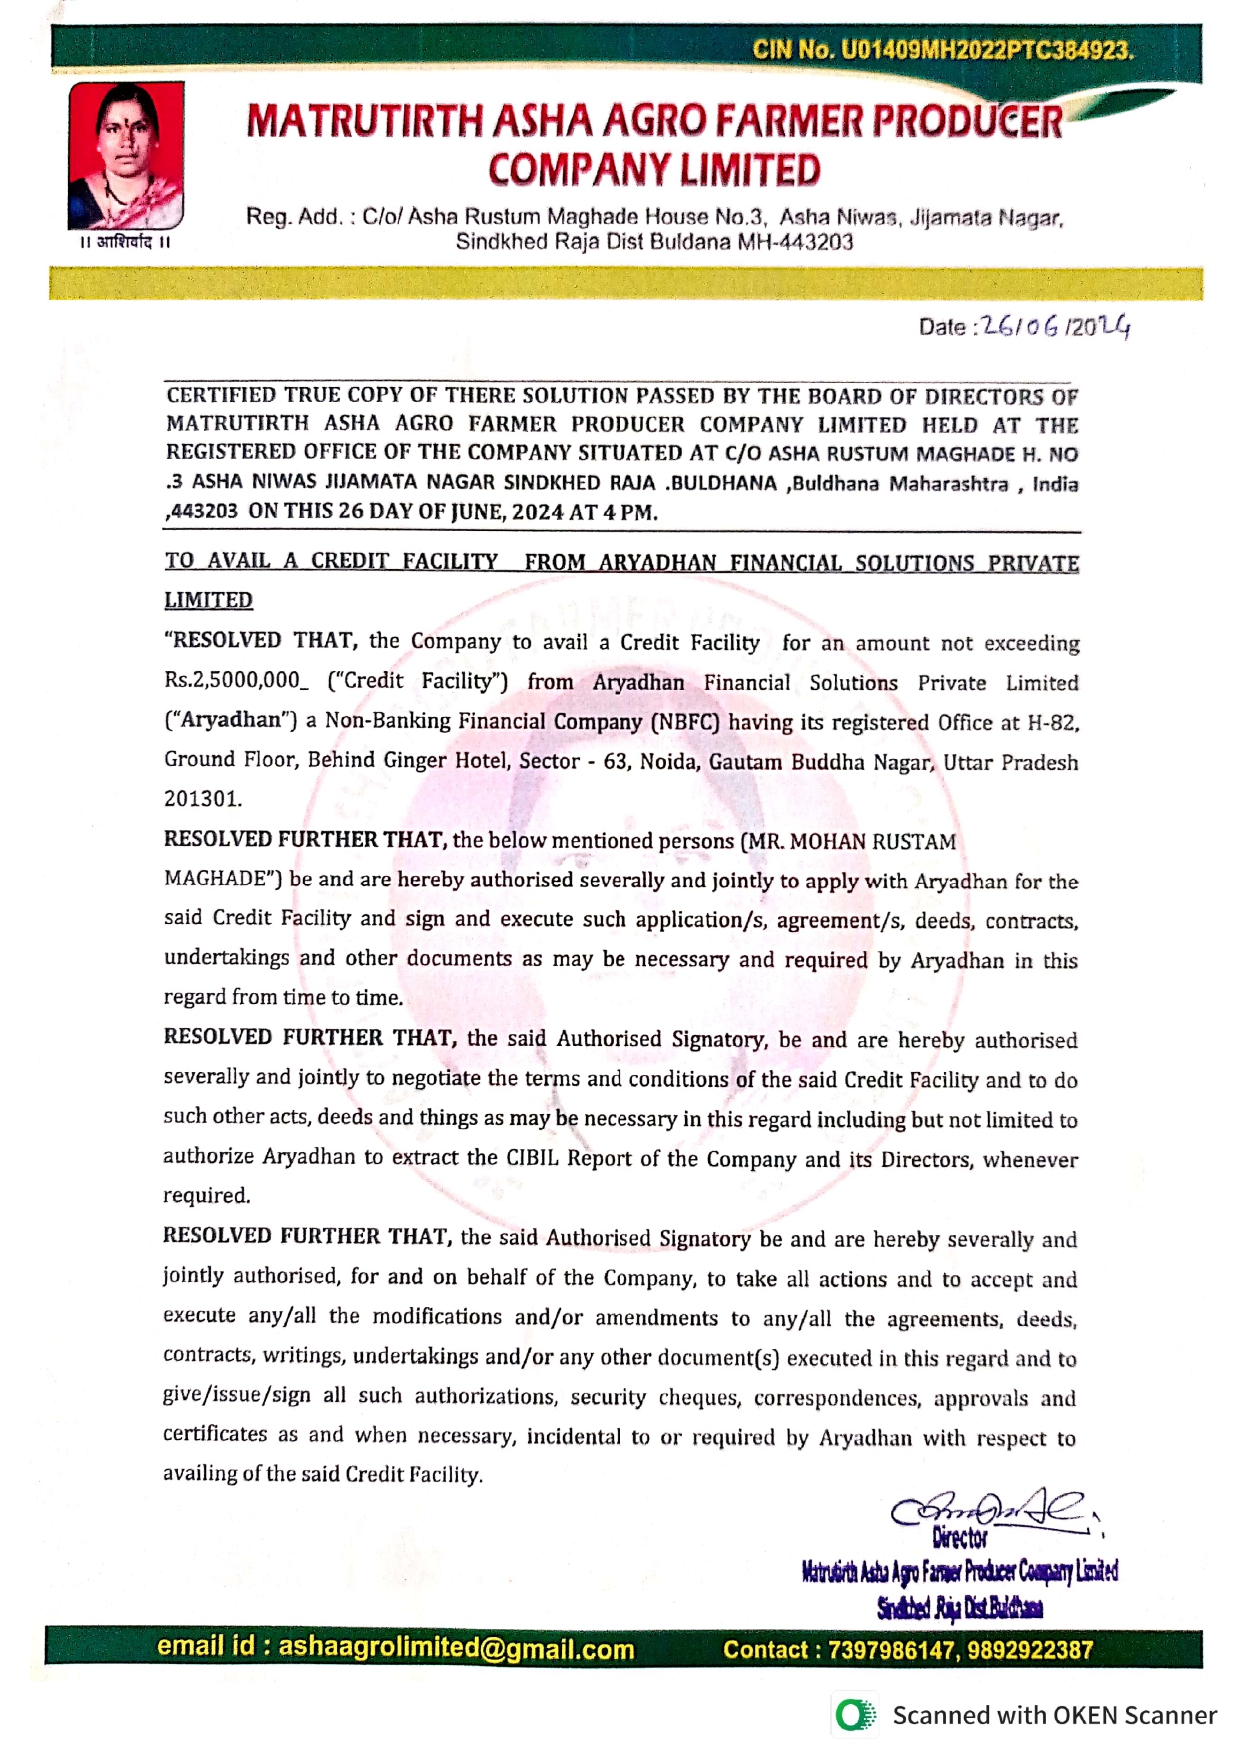 CIN No. U01409MH2022PTC384923.
MATRUTIRTH ASHA AGRO FARMER PRODUCER
COMPANY LIMITED
Reg. Add. : C/o/ Asha Rustum Maghade House No.3, Asha Niwas, Jijamata Nagar,
Sindkhed Raja Dist Buldana MH-443203
।। आशिर्वाद ।।
Date : 26/06/2024
CERTIFIED TRUE COPY OF THERE SOLUTION PASSED BY THE BOARD OF DIRECTORS OF
MATRUTIRTH ASHA AGRO FARMER PRODUCER COMPANY LIMITED HELD AT THE
REGISTERED OFFICE OF THE COMPANY SITUATED AT C/O ASHA RUSTUM MAGHADE H. NO
.3 ASHA NIWAS JIJAMATA NAGAR SINDKHED RAJA .BULDHANA ,Buldhana Maharashtra , India
,443203 ON THIS 26 DAY OF JUNE, 2024 AT 4 PM.
TO AVAIL A CREDIT FACILITY FROM ARYADHAN FINANCIAL SOLUTIONS PRIVATE
LIMITED
“RESOLVED THAT, the Company to avail a Credit Facility for an amount not exceeding
Rs.2,5000,000_ (“Credit Facility”) from Aryadhan Financial Solutions Private Limited
(“Aryadhan”) a Non-Banking Financial Company (NBFC) having its registered Office at H-82,
Ground Floor, Behind Ginger Hotel, Sector - 63, Noida, Gautam Buddha Nagar, Uttar Pradesh
201301.
RESOLVED FURTHER THAT, the below mentioned persons (MR. MOHAN RUSTAM
MAGHADE”) be and are hereby authorised severally and jointly to apply with Aryadhan for the
said Credit Facility and sign and execute such application/s, agreement/s, deeds, contracts,
undertakings and other documents as may be necessary and required by Aryadhan in this
regard from time to time.
RESOLVED FURTHER THAT, the said Authorised Signatory, be and are hereby authorised
severally and jointly to negotiate the terms and conditions of the said Credit Facility and to do
such other acts, deeds and things as may be necessary in this regard including but not limited to
authorize Aryadhan to extract the CIBIL Report of the Company and its Directors, whenever
required.
RESOLVED FURTHER THAT, the said Authorised Signatory be and are hereby severally and
jointly authorised, for and on behalf of the Company, to take all actions and to accept and
execute any/all the modifications and/or amendments to any/all the agreements, deeds,
contracts, writings, undertakings and/or any other document(s) executed in this regard and to
give/issue/sign all such authorizations, security cheques, correspondences, approvals and
certificates as and when necessary, incidental to or required by Aryadhan with respect to
availing of the said Credit Facility.
Director
Matrutirth Asha Agro Farmer Producer Company Limited
Sindkhed Raja Dist.Buldhana
email id : ashaagrolimited@gmail.com Contact : 7397986147, 9892922387
Scanned with OKEN Scanner